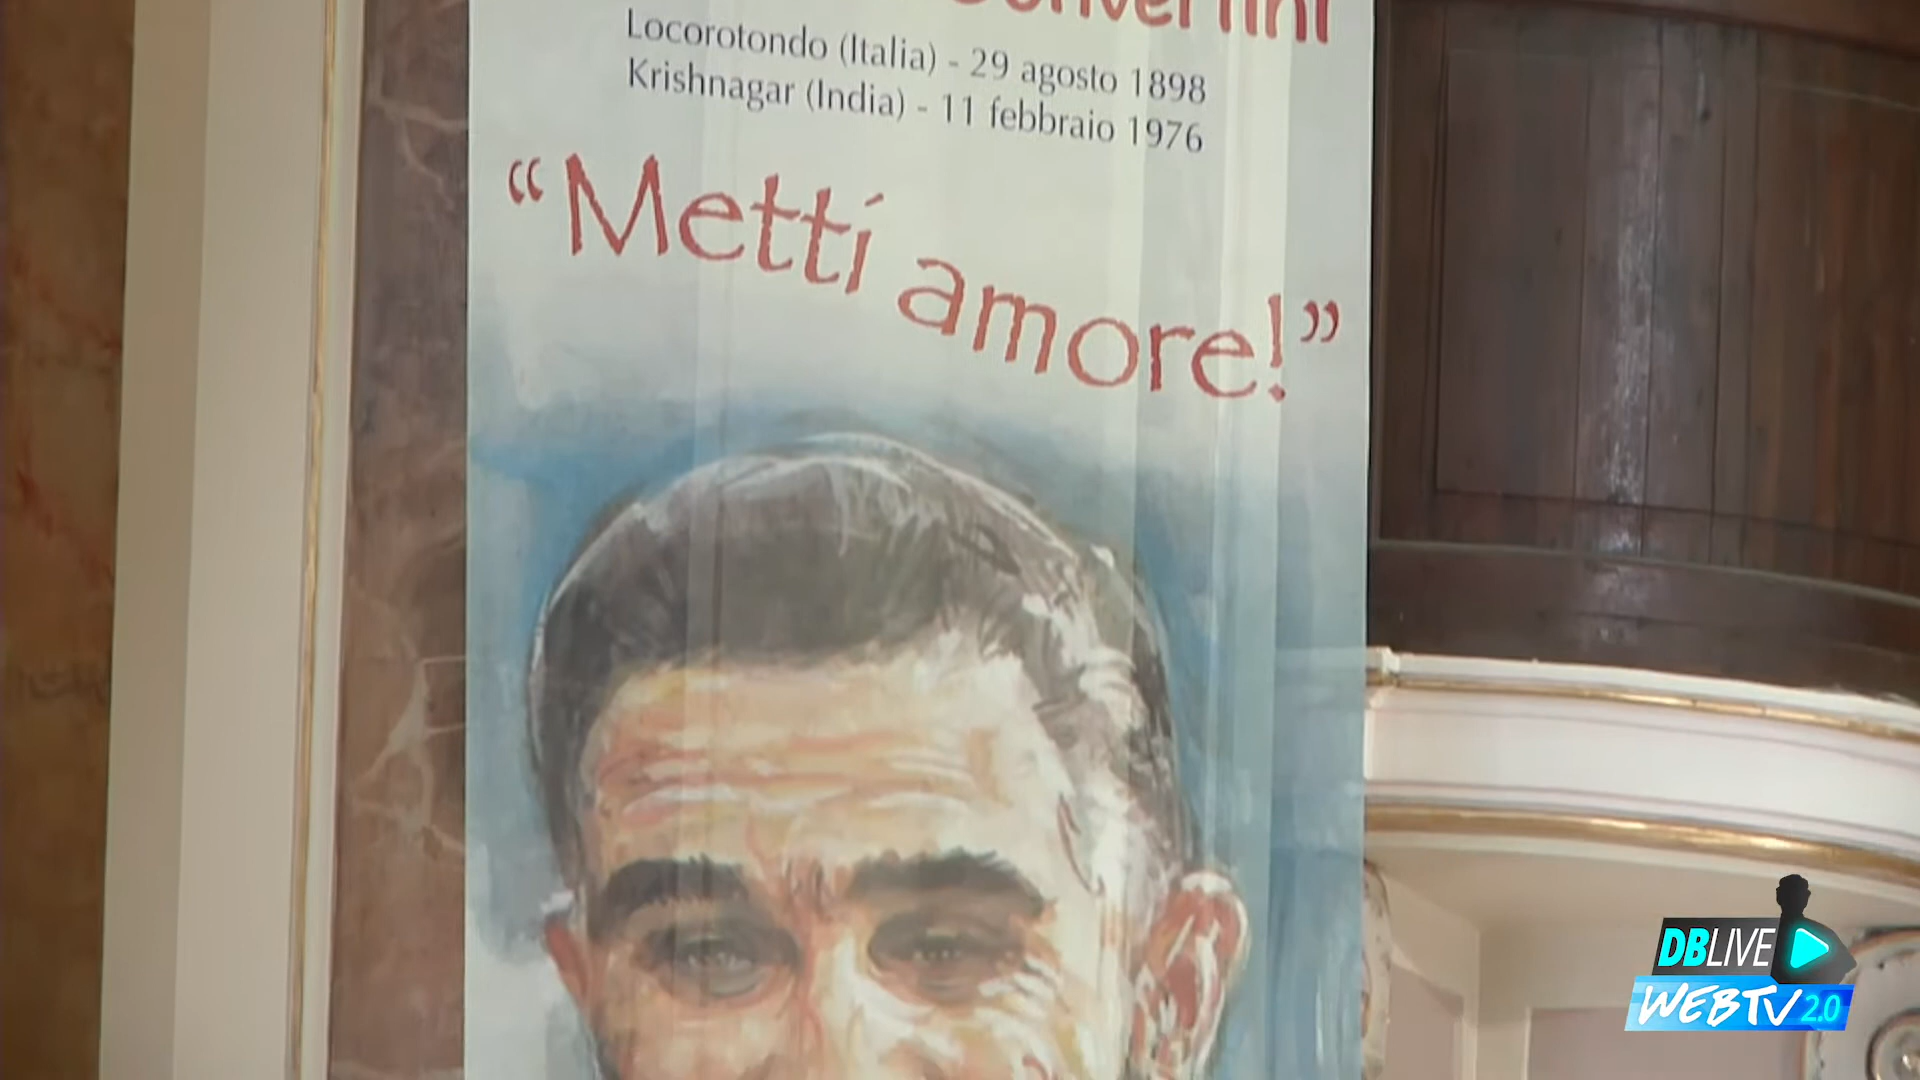 Locorotondo (Italia) - 29 agosto 1898
Krishnagar (India) - 11 febbraio 1976
“Metti amore!”
DBLIVE
WEBTV 2.0